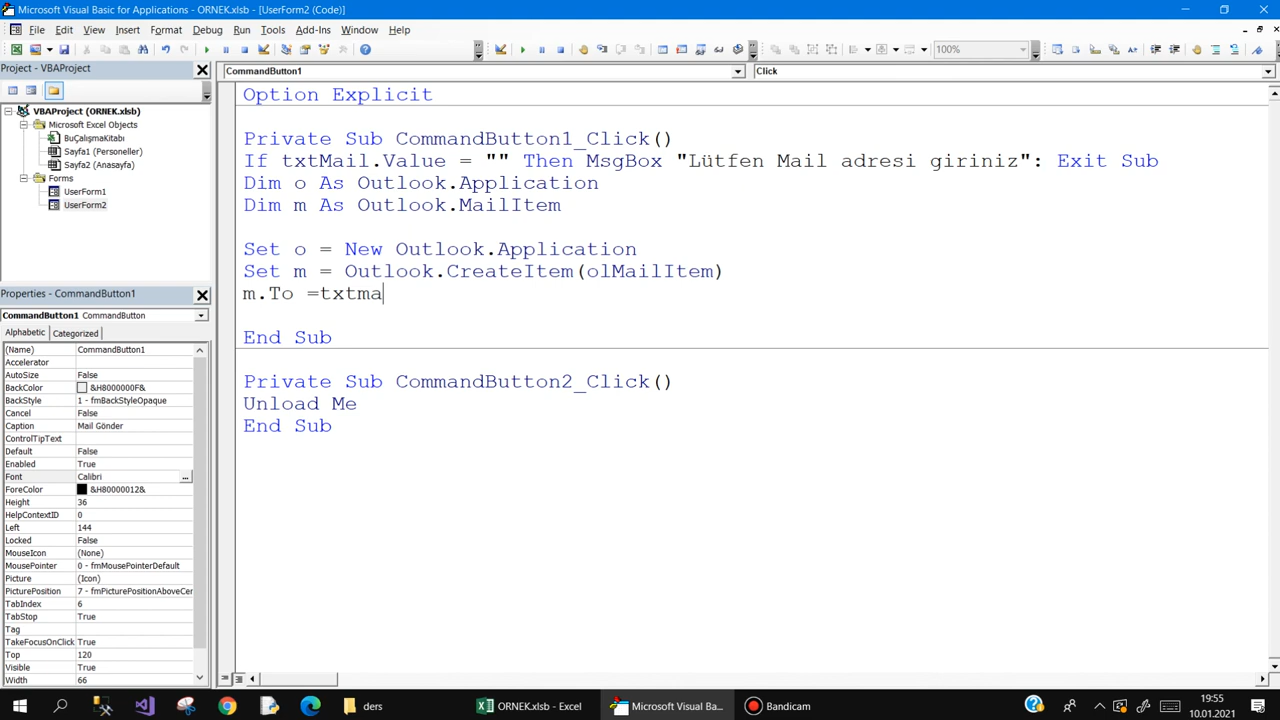 Microsoft Visual Basic for Applications - ORNEK.xlsb - [UserForm2 (Code)]
File Edit View Insert Format Debug Run Tools Add-Ins Window Help
100%
Project - VBAProject
VBAProject (ORNEK.xlsb)
Microsoft Excel Objects
BuÇalışmaKitabı
Sayfa1 (Personeller)
Sayfa2 (Anasayfa)
Forms
UserForm1
UserForm2
Properties - CommandButton1
CommandButton1 CommandButton
Alphabetic Categorized
(Name) CommandButton1
Accelerator
AutoSize False
BackColor &H8000000F&
BackStyle 1 - fmBackStyleOpaque
Cancel False
Caption Mail Gönder
ControlTipText
Default False
Enabled True
Font Calibri ...
ForeColor &H80000012&
Height 36
HelpContextID 0
Left 144
Locked False
MouseIcon (None)
MousePointer 0 - fmMousePointerDefault
Picture (Icon)
PicturePosition 7 - fmPicturePositionAboveCer
TabIndex 6
TabStop True
Tag
TakeFocusOnClick True
Top 120
Visible True
Width 66
CommandButton1 Click
Option Explicit
Private Sub CommandButton1_Click()
If txtMail.Value = "" Then MsgBox "Lütfen Mail adresi giriniz": Exit Sub
Dim o As Outlook.Application
Dim m As Outlook.MailItem
Set o = New Outlook.Application
Set m = Outlook.CreateItem(olMailItem)
m.To =txtma
End Sub
Private Sub CommandButton2_Click()
Unload Me
End Sub
ders
ORNEK.xlsb - Excel
Microsoft Visual Ba...
Bandicam
19:55
10.01.2021